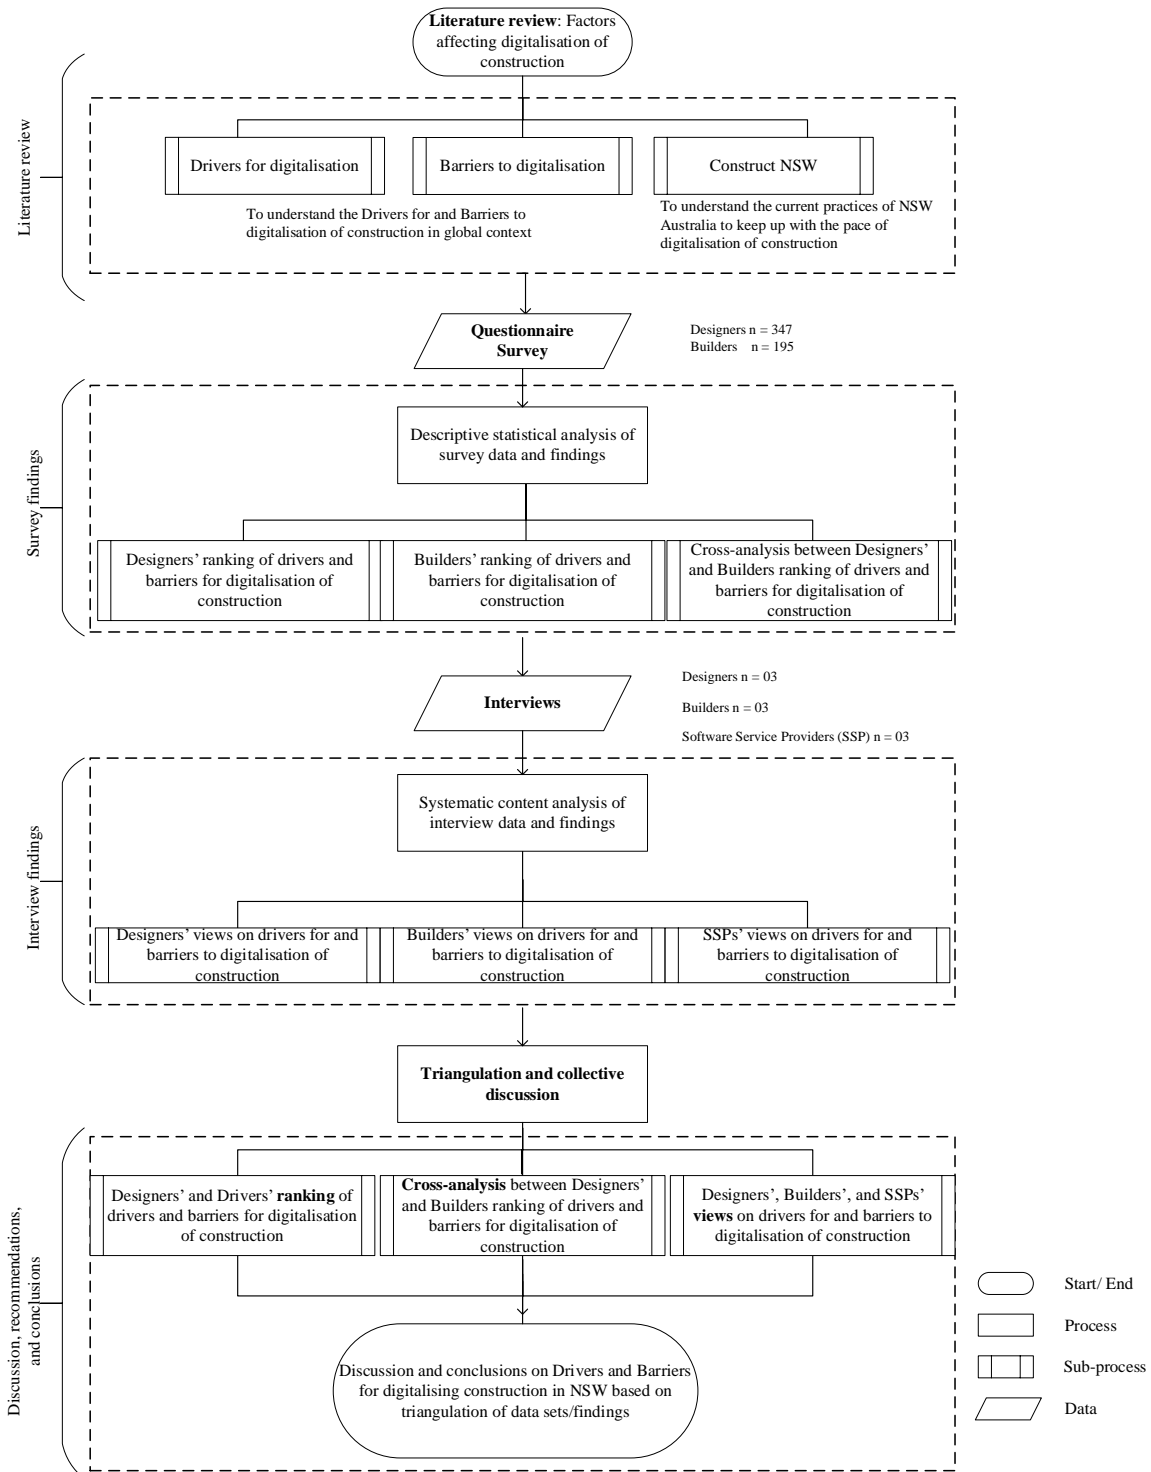 Literature review: Factors
affecting digitalisation of
construction
Literature review
Drivers for digitalisation
Barriers to digitalisation
Construct NSW
To understand the Drivers for and Barriers to
digitalisation of construction in global context
To understand the current practices of NSW
Australia to keep up with the pace of
digitalisation of construction
Questionnaire
Survey
Designers n = 347
Builders n = 195
Survey findings
Descriptive statistical analysis of
survey data and findings
Designers’ ranking of drivers and
barriers for digitalisation of
construction
Builders’ ranking of drivers and
barriers for digitalisation of
construction
Cross-analysis between Designers’
and Builders ranking of drivers and
barriers for digitalisation of
construction
Interviews
Designers n = 03
Builders n = 03
Software Service Providers (SSP) n = 03
Interview findings
Systematic content analysis of
interview data and findings
Designers’ views on drivers for and
barriers to digitalisation of
construction
Builders’ views on drivers for and
barriers to digitalisation of
construction
SSPs’ views on drivers for and
barriers to digitalisation of
construction
Triangulation and collective
discussion
Discussion, recommendations,
and conclusions
Designers’ and Drivers’ ranking of
drivers and barriers for digitalisation
of construction
Cross-analysis between Designers’
and Builders ranking of drivers and
barriers for digitalisation of
construction
Designers’, Builders’, and SSPs’
views on drivers for and barriers to
digitalisation of construction
Discussion and conclusions on Drivers and Barriers
for digitalising construction in NSW based on
triangulation of data sets/findings
Start/ End
Process
Sub-process
Data